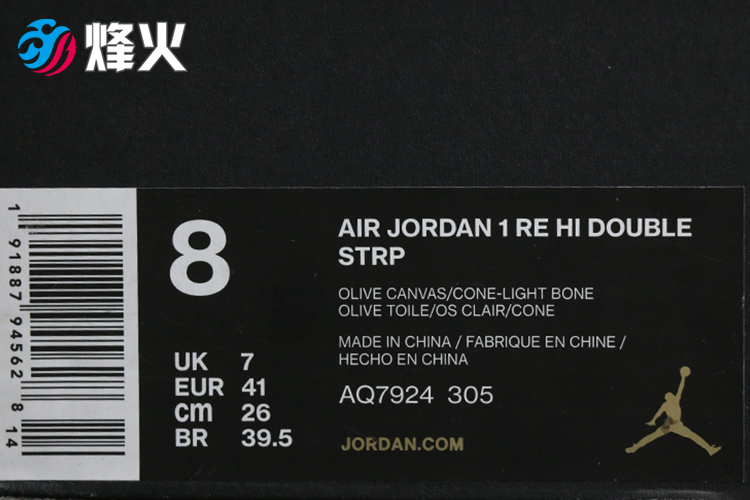 烽火
1 91887 94562 8 14
8
AIR JORDAN 1 RE HI DOUBLE
STRP
OLIVE CANVAS/CONE-LIGHT BONE
OLIVE TOILE/OS CLAIR/CONE
MADE IN CHINA / FABRIQUE EN CHINE /
HECHO EN CHINA
UK 7
EUR 41
cm 26
BR 39.5
AQ7924 305
JORDAN.COM